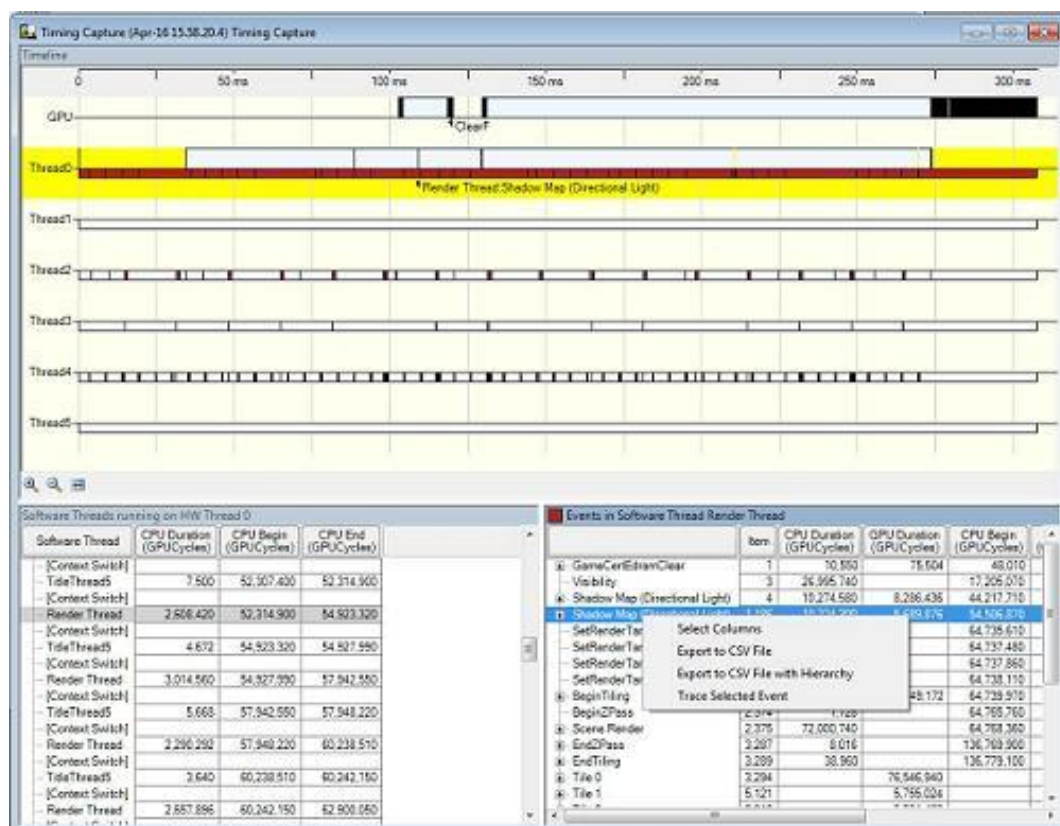 Timing Capture (Apr-16 15.58.20.4) Timing Capture
Timeline
0 50 ms 100 ms 150 ms 200 ms 250 ms 300 ms
GPU
ClearF
Thread0
Render Thread:Shadow Map (Directional Light)
Thread1
Thread2
Thread3
Thread4
Thread5
Software Threads running on HW Thread 0
Software Thread CPU Duration (GPUCycles) CPU Begin (GPUCycles) CPU End (GPUCycles)
[Context Switch]
TitleThread5 7.500 52,307.400 52,314.900
[Context Switch]
Render Thread 2,608.420 52,314.900 54,923.320
[Context Switch]
TitleThread5 4.672 54,923.320 54,927.990
[Context Switch]
Render Thread 3,014.560 54,927.990 57,942.550
[Context Switch]
TitleThread5 5.668 57,942.550 57,948.220
[Context Switch]
Render Thread 2,290.292 57,948.220 60,238.510
[Context Switch]
TitleThread5 3.640 60,238.510 60,242.150
[Context Switch]
Render Thread 2,657.896 60,242.150 62,900.050
Events in Software Thread Render Thread
Item CPU Duration (GPUCycles) GPU Duration (GPUCycles) CPU Begin (GPUCycles)
GameCertEdramClear 1 10.550 75.504 48.010
Visibility 3 26,995.740 17,205.070
Shadow Map (Directional Light) 4 10,274.580 8,286.436 44,217.710
Shadow Map (Directional Light) 54,506.870
SetRenderTar 64,735.610
SetRenderTar 64,737.480
SetRenderTar 64,737.860
SetRenderTar 64,738.110
BeginTiling 49.172 64,739.970
BeginZPass 2,374 1.128 64,765.760
Scene Render 2,375 72,000.740 64,768.360
EndZPass 3,287 8.016 136,769.900
EndTiling 3,289 38.960 136,779.100
Tile 0 3,294 76,546.940
Tile 1 5,121 5,755.024
Select Columns
Export to CSV File
Export to CSV File with Hierarchy
Trace Selected Event